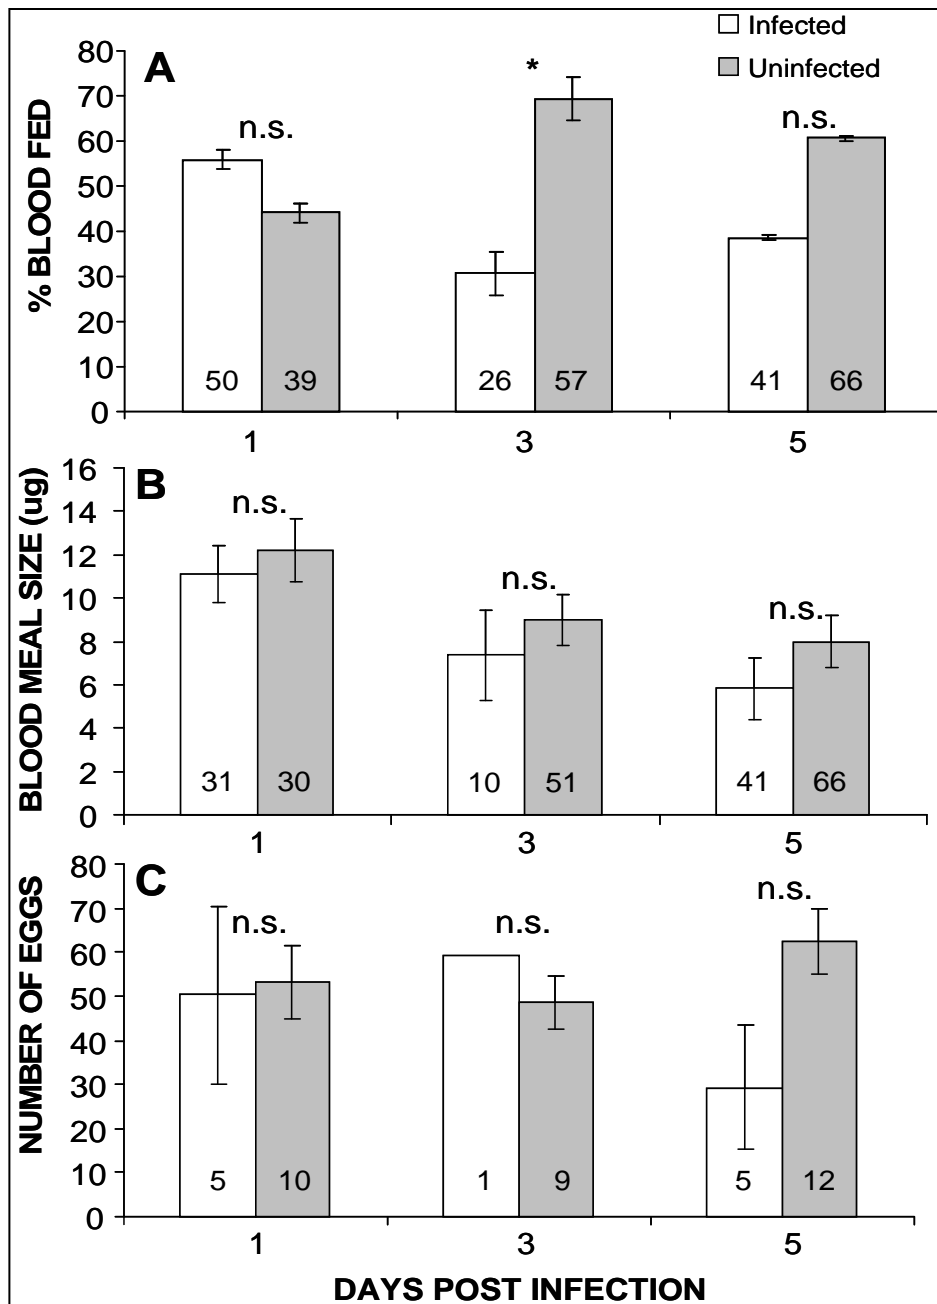 Infected
Uninfected
A
% BLOOD FED
80
70
60
50
40
30
20
10
0
n.s.
*
n.s.
50 39 26 57 41 66
1 3 5
B
BLOOD MEAL SIZE (ug)
16
14
12
10
8
6
4
2
0
n.s.
n.s.
n.s.
31 30 10 51 41 66
1 3 5
C
NUMBER OF EGGS
80
70
60
50
40
30
20
10
0
n.s.
n.s.
n.s.
5 10 1 9 5 12
1 3 5
DAYS POST INFECTION